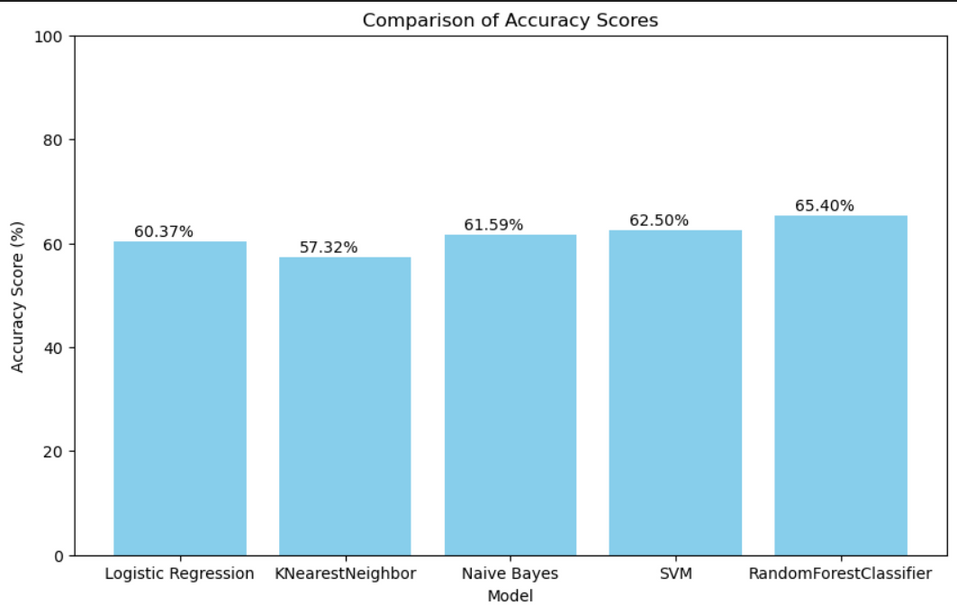 Comparison of Accuracy Scores
100
80
60
40
20
0
Accuracy Score (%)
60.37%
57.32%
61.59%
62.50%
65.40%
Logistic Regression
KNearestNeighbor
Naive Bayes
SVM
RandomForestClassifier
Model